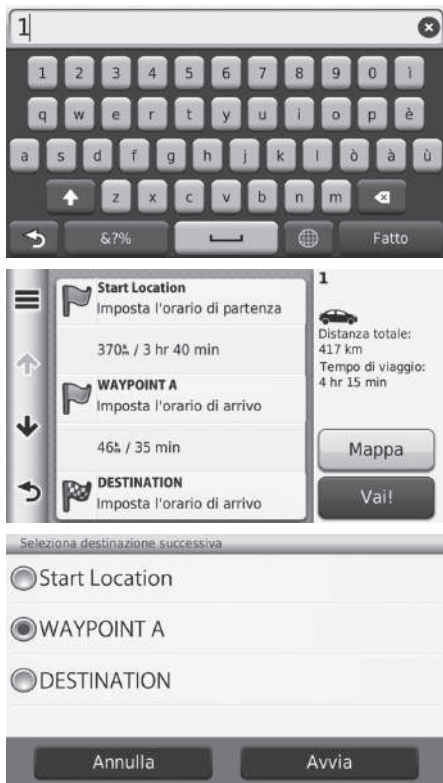 1
1 2 3 4 5 6 7 8 9 0 ì
q w e r t y u i o p è
a s d f g h j k l ò à ù
z x c v b n m
&?% Fatto
Start Location
Imposta l'orario di partenza
370 km / 3 hr 40 min
WAYPOINT A
Imposta l'orario di arrivo
46 km / 35 min
DESTINATION
Imposta l'orario di arrivo
1
Distanza totale:
417 km
Tempo di viaggio:
4 hr 15 min
Mappa
Vai!
Seleziona destinazione successiva
Start Location
WAYPOINT A
DESTINATION
Annulla Avvia